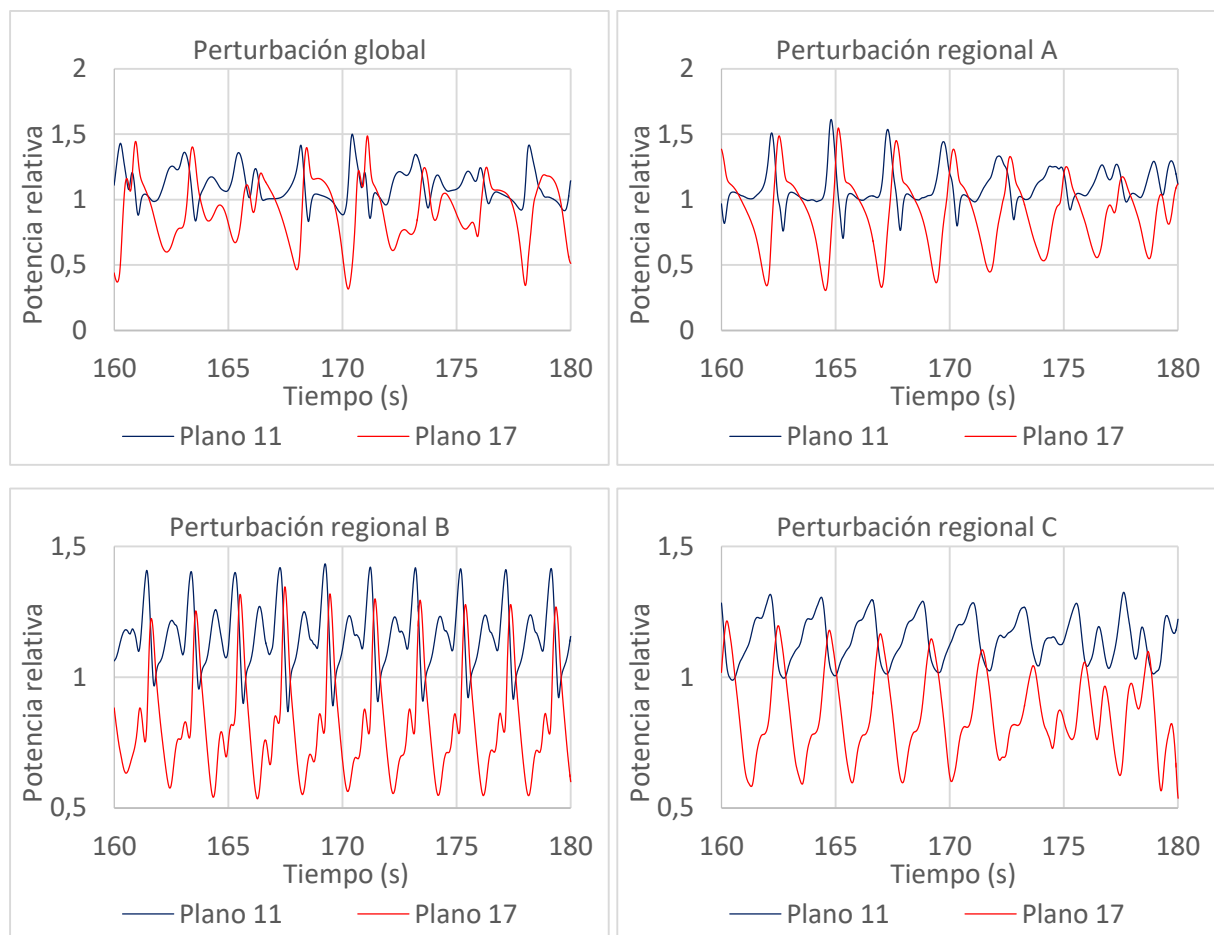 Perturbación global
Potencia relativa
2
1,5
1
0,5
0
160 165 170 175 180
Tiempo (s)
Plano 11 Plano 17
Perturbación regional A
Potencia relativa
2
1,5
1
0,5
0
160 165 170 175 180
Tiempo (s)
Plano 11 Plano 17
Perturbación regional B
Potencia relativa
1,5
1
0,5
160 165 170 175 180
Tiempo (s)
Plano 11 Plano 17
Perturbación regional C
Potencia relativa
1,5
1
0,5
160 165 170 175 180
Tiempo (s)
Plano 11 Plano 17